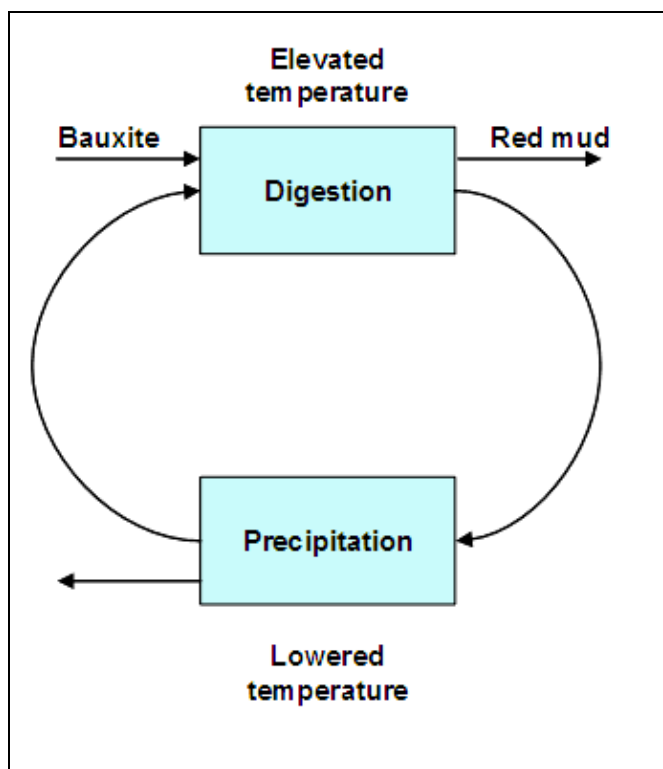 Elevated
temperature
Bauxite
Red mud
Digestion
Precipitation
Lowered
temperature